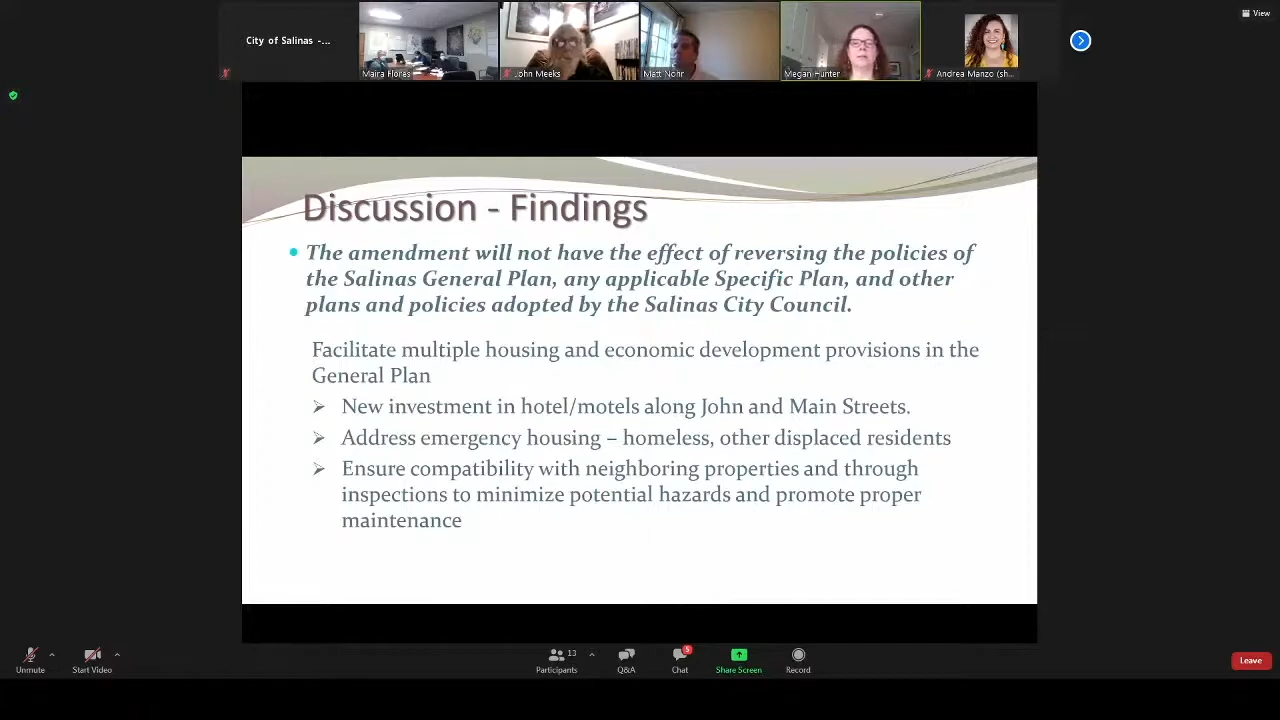 View
City of Salinas -...
Maira Flores
John Meeks
Matt Nohr
Megan Hunter
Andrea Manzo (sh...
Discussion - Findings
The amendment will not have the effect of reversing the policies of
the Salinas General Plan, any applicable Specific Plan, and other
plans and policies adopted by the Salinas City Council.
Facilitate multiple housing and economic development provisions in the
General Plan
New investment in hotel/motels along John and Main Streets.
Address emergency housing – homeless, other displaced residents
Ensure compatibility with neighboring properties and through
inspections to minimize potential hazards and promote proper
maintenance
Unmute
Start Video
13
Participants
Q&A
5
Chat
Share Screen
Record
Leave